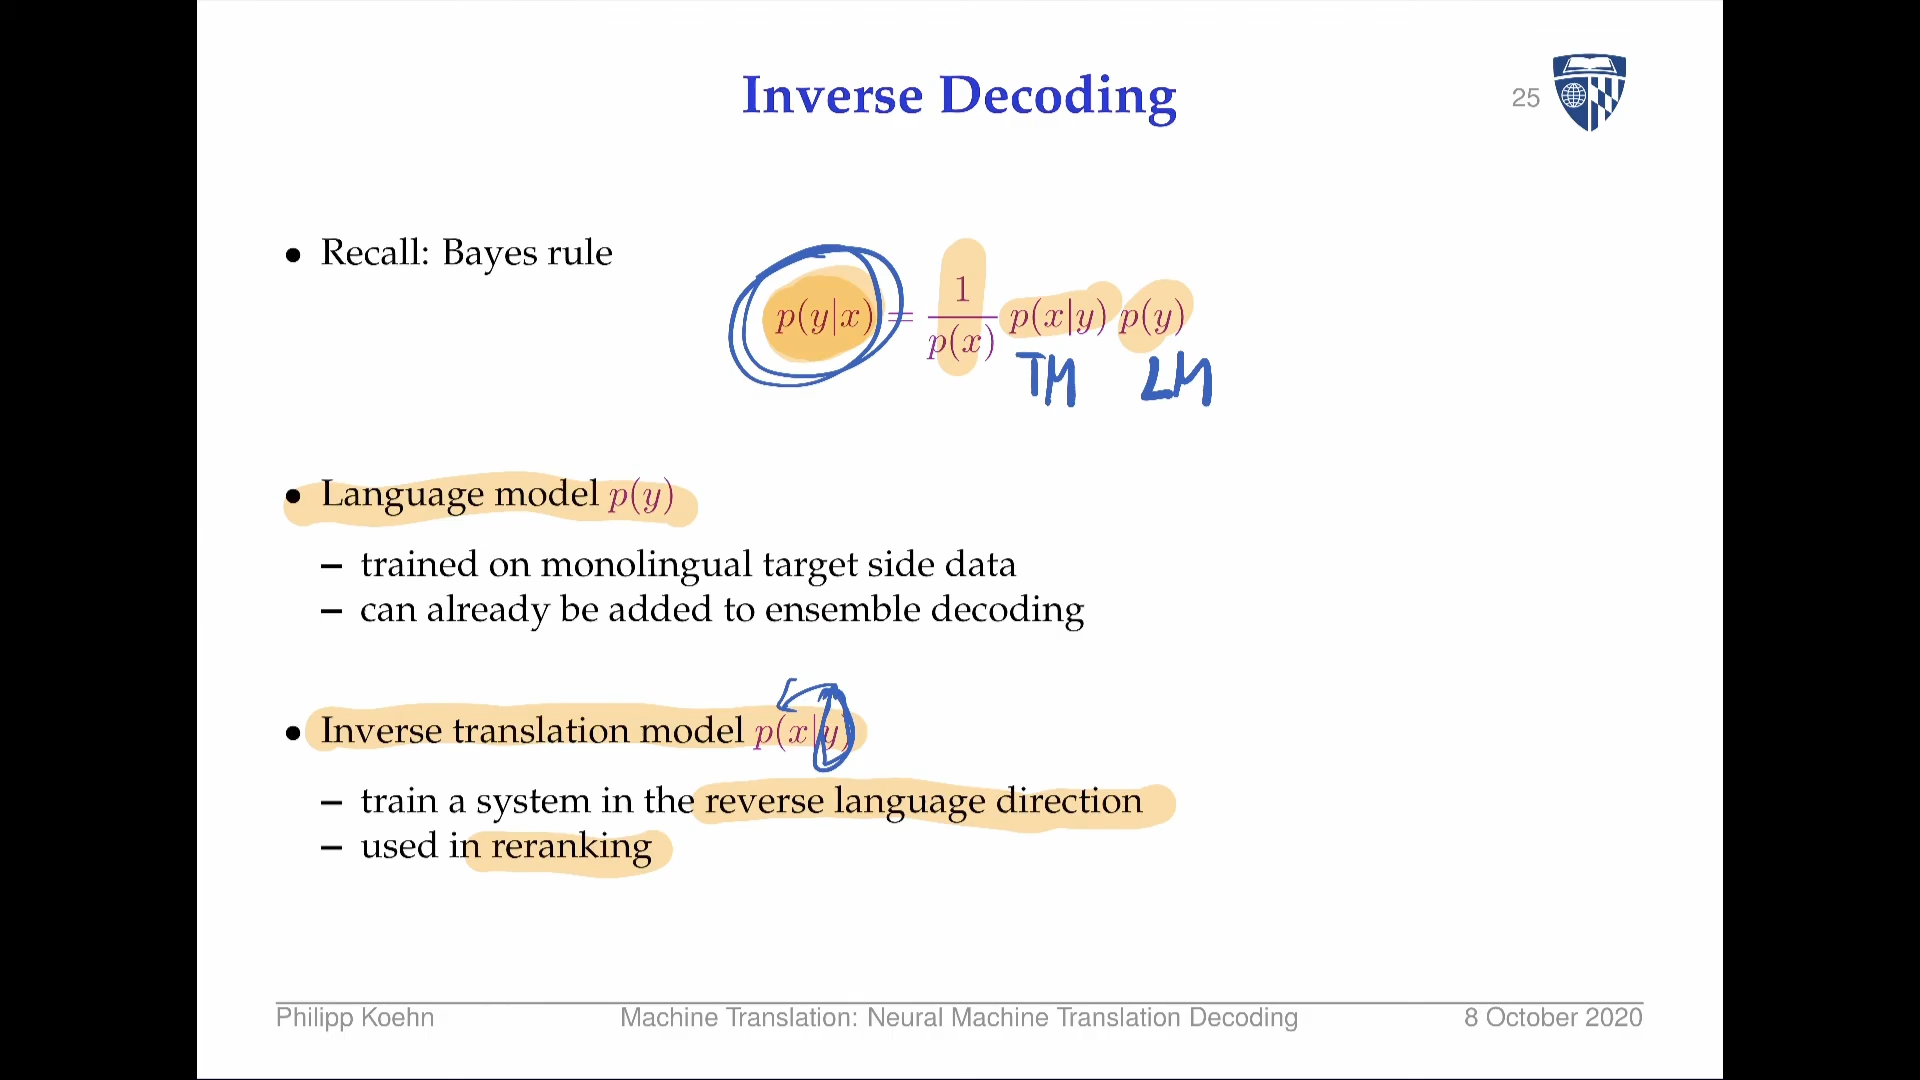 Inverse Decoding
25
• Recall: Bayes rule
p(y|x) = 1/p(x) p(x|y) p(y)
TM LM
• Language model p(y)
– trained on monolingual target side data
– can already be added to ensemble decoding
• Inverse translation model p(x|y)
– train a system in the reverse language direction
– used in reranking
Philipp Koehn Machine Translation: Neural Machine Translation Decoding 8 October 2020